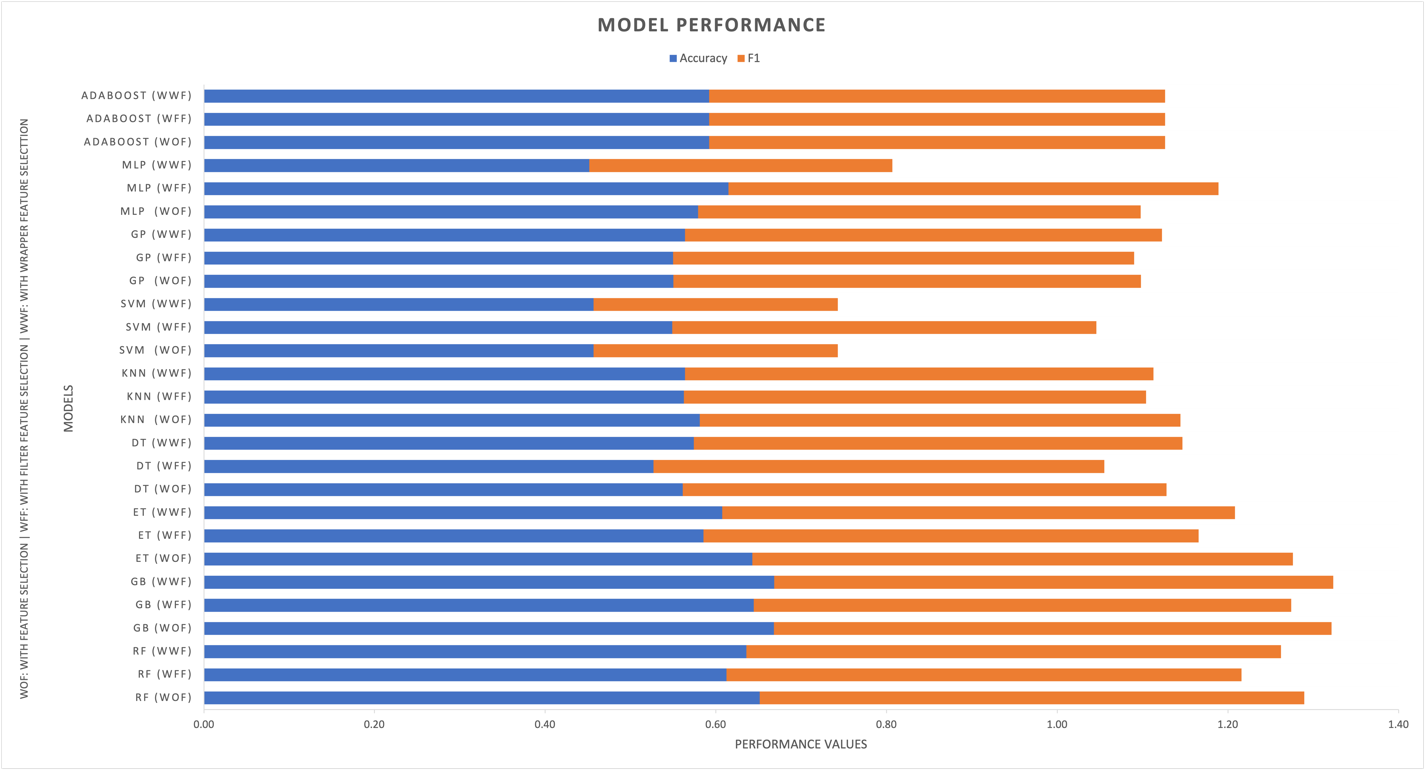 MODEL PERFORMANCE
Accuracy F1
WOF: WITH FEATURE SELECTION | WFF: WITH FILTER FEATURE SELECTION | WWF: WITH WRAPPER FEATURE SELECTTION
MODELS
ADABOOST (WWF)
ADABOOST (WFF)
ADABOOST (WOF)
MLP (WWF)
MLP (WFF)
MLP (WOF)
GP (WWF)
GP (WFF)
GP (WOF)
SVM (WWF)
SVM (WFF)
SVM (WOF)
KNN (WWF)
KNN (WFF)
KNN (WOF)
DT (WWF)
DT (WFF)
DT (WOF)
ET (WWF)
ET (WFF)
ET (WOF)
GB (WWF)
GB (WFF)
GB (WOF)
RF (WWF)
RF (WFF)
RF (WOF)
0.00 0.20 0.40 0.60 0.80 1.00 1.20 1.40
PERFORMANCE VALUES